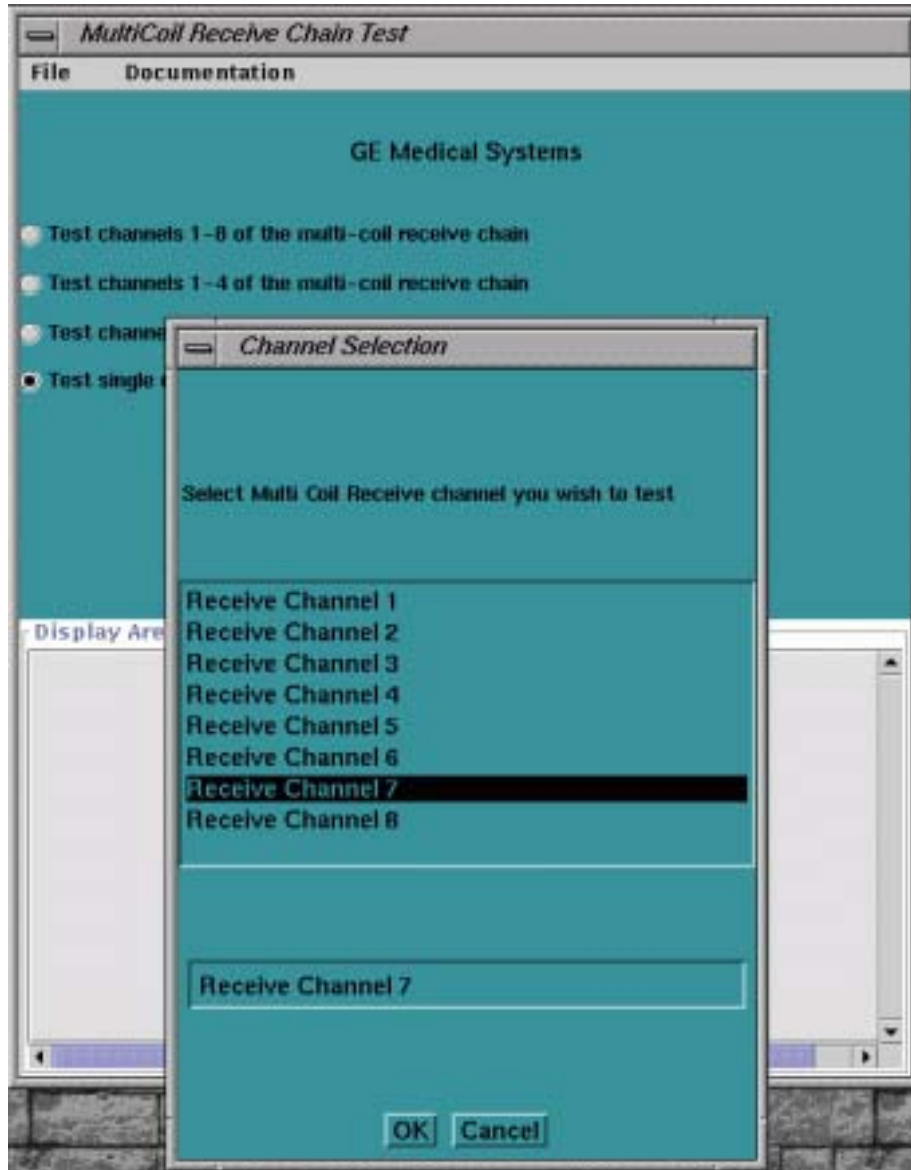 MultiCoil Receive Chain Test
File Documentation
GE Medical Systems
Test channels 1-8 of the multi-coil receive chain
Test channels 1-4 of the multi-coil receive chain
Test channe
Test single
Channel Selection
Select Multi Coil Receive channel you wish to test
Receive Channel 1
Receive Channel 2
Receive Channel 3
Receive Channel 4
Receive Channel 5
Receive Channel 6
Receive Channel 7
Receive Channel 8
Display Are
Receive Channel 7
OK Cancel